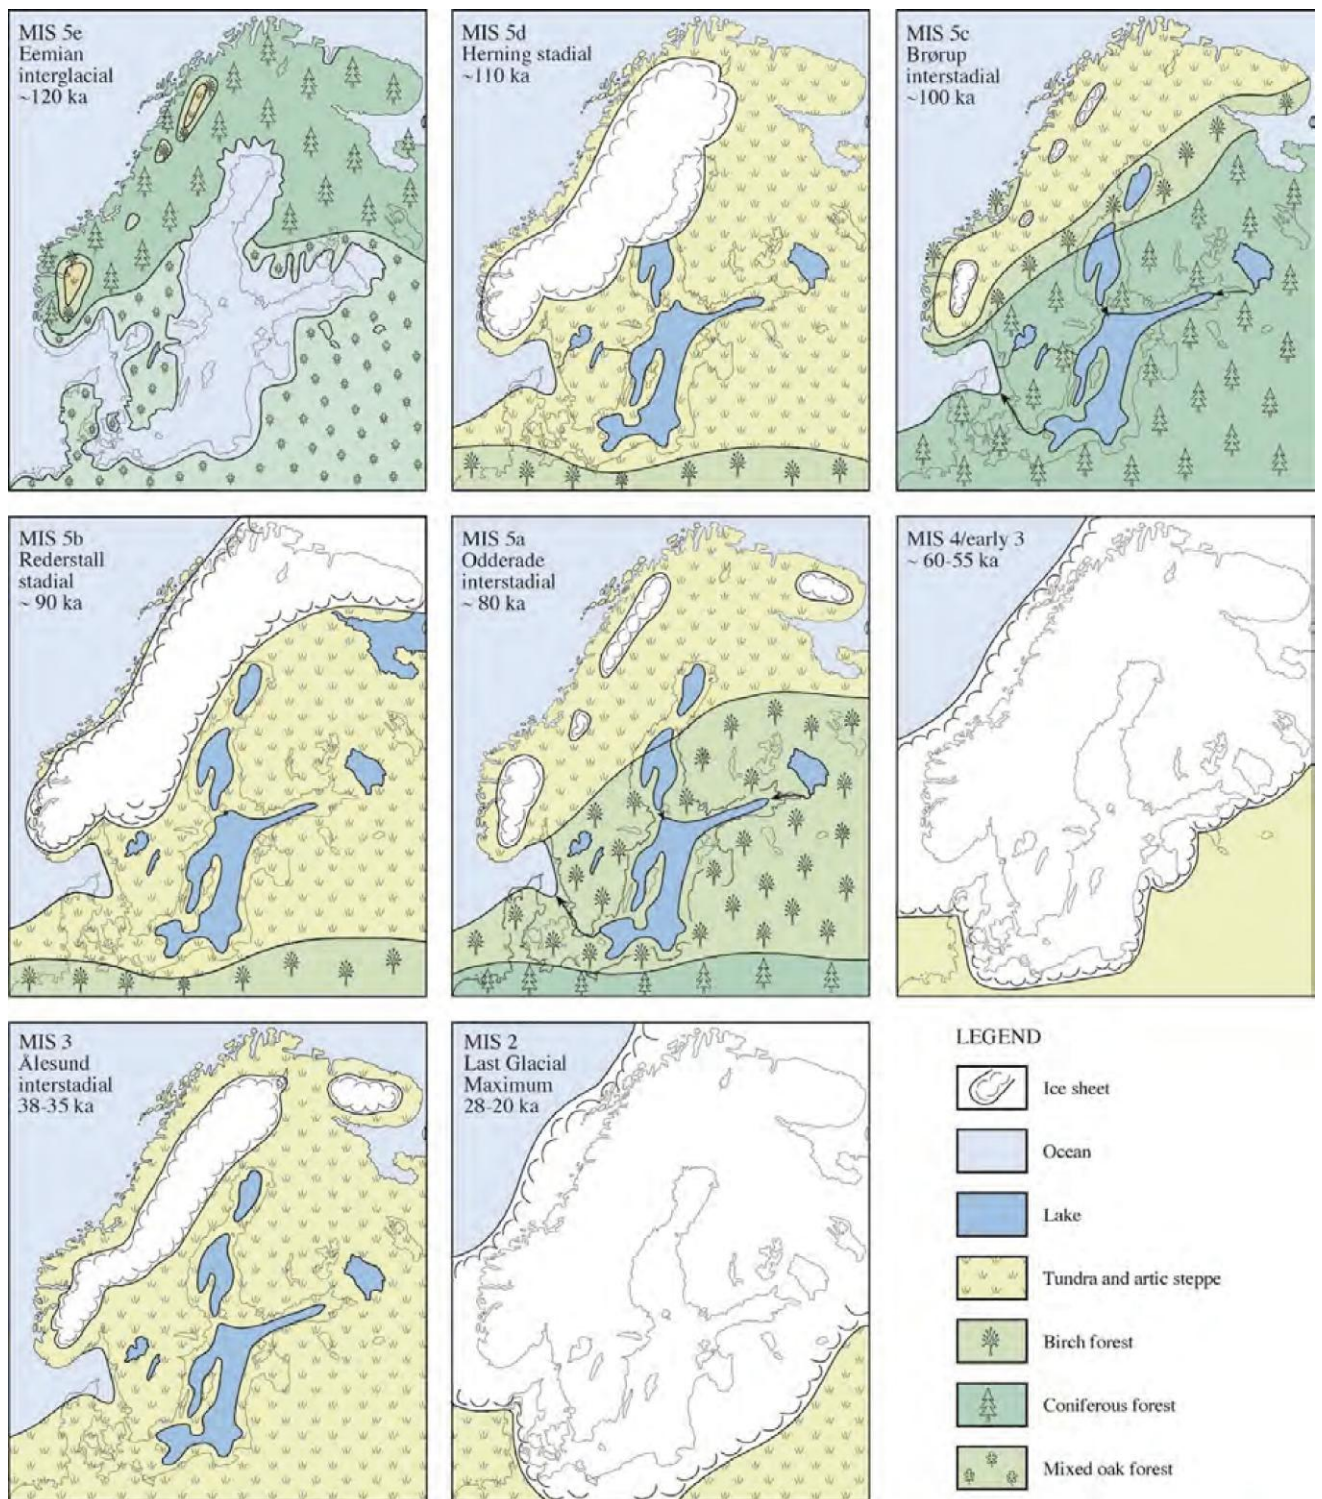 MIS 5e
Eemian
interglacial
~120 ka
MIS 5d
Herning stadial
~110 ka
MIS 5c
Brørup
interstadial
~100 ka
MIS 5b
Rederstall
stadial
~ 90 ka
MIS 5a
Odderade
interstadial
~ 80 ka
MIS 4/early 3
~ 60-55 ka
MIS 3
Ålesund
interstadial
38-35 ka
MIS 2
Last Glacial
Maximum
28-20 ka
LEGEND
Ice sheet
Ocean
Lake
Tundra and artic steppe
Birch forest
Coniferous forest
Mixed oak forest